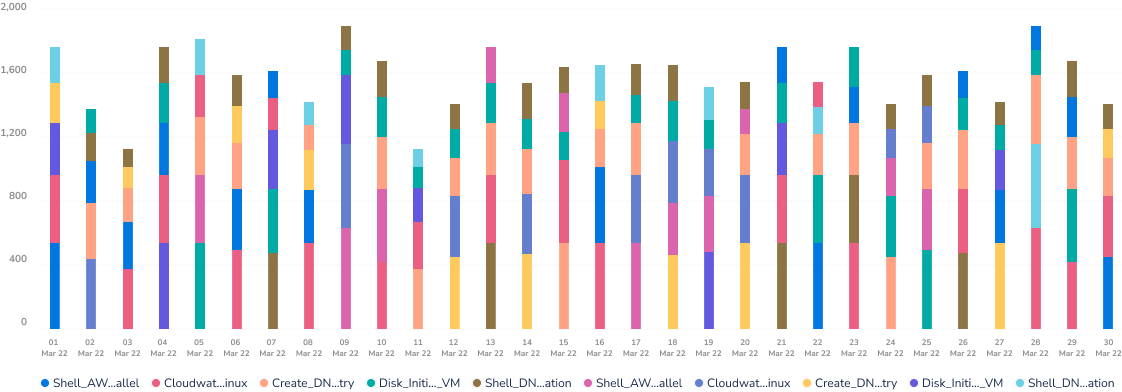 2,000
1,600
1,200
800
400
0
01 02 03 04 05 06 07 08 09 10 11 12 13 14 15 16 17 18 19 20 21 22 23 24 25 26 27 28 29 30
Mar 22 Mar 22 Mar 22 Mar 22 Mar 22 Mar 22 Mar 22 Mar 22 Mar 22 Mar 22 Mar 22 Mar 22 Mar 22 Mar 22 Mar 22 Mar 22 Mar 22 Mar 22 Mar 22 Mar 22 Mar 22 Mar 22 Mar 22 Mar 22 Mar 22 Mar 22 Mar 22 Mar 22 Mar 22 Mar 22
Shell_AW...allel Cloudwat...inux Create_DN...try Disk_Initi..._VM Shell_DN...ation Shell_AW...allel Cloudwat...inux Create_DN...try Disk_Initi..._VM Shell_DN...ation